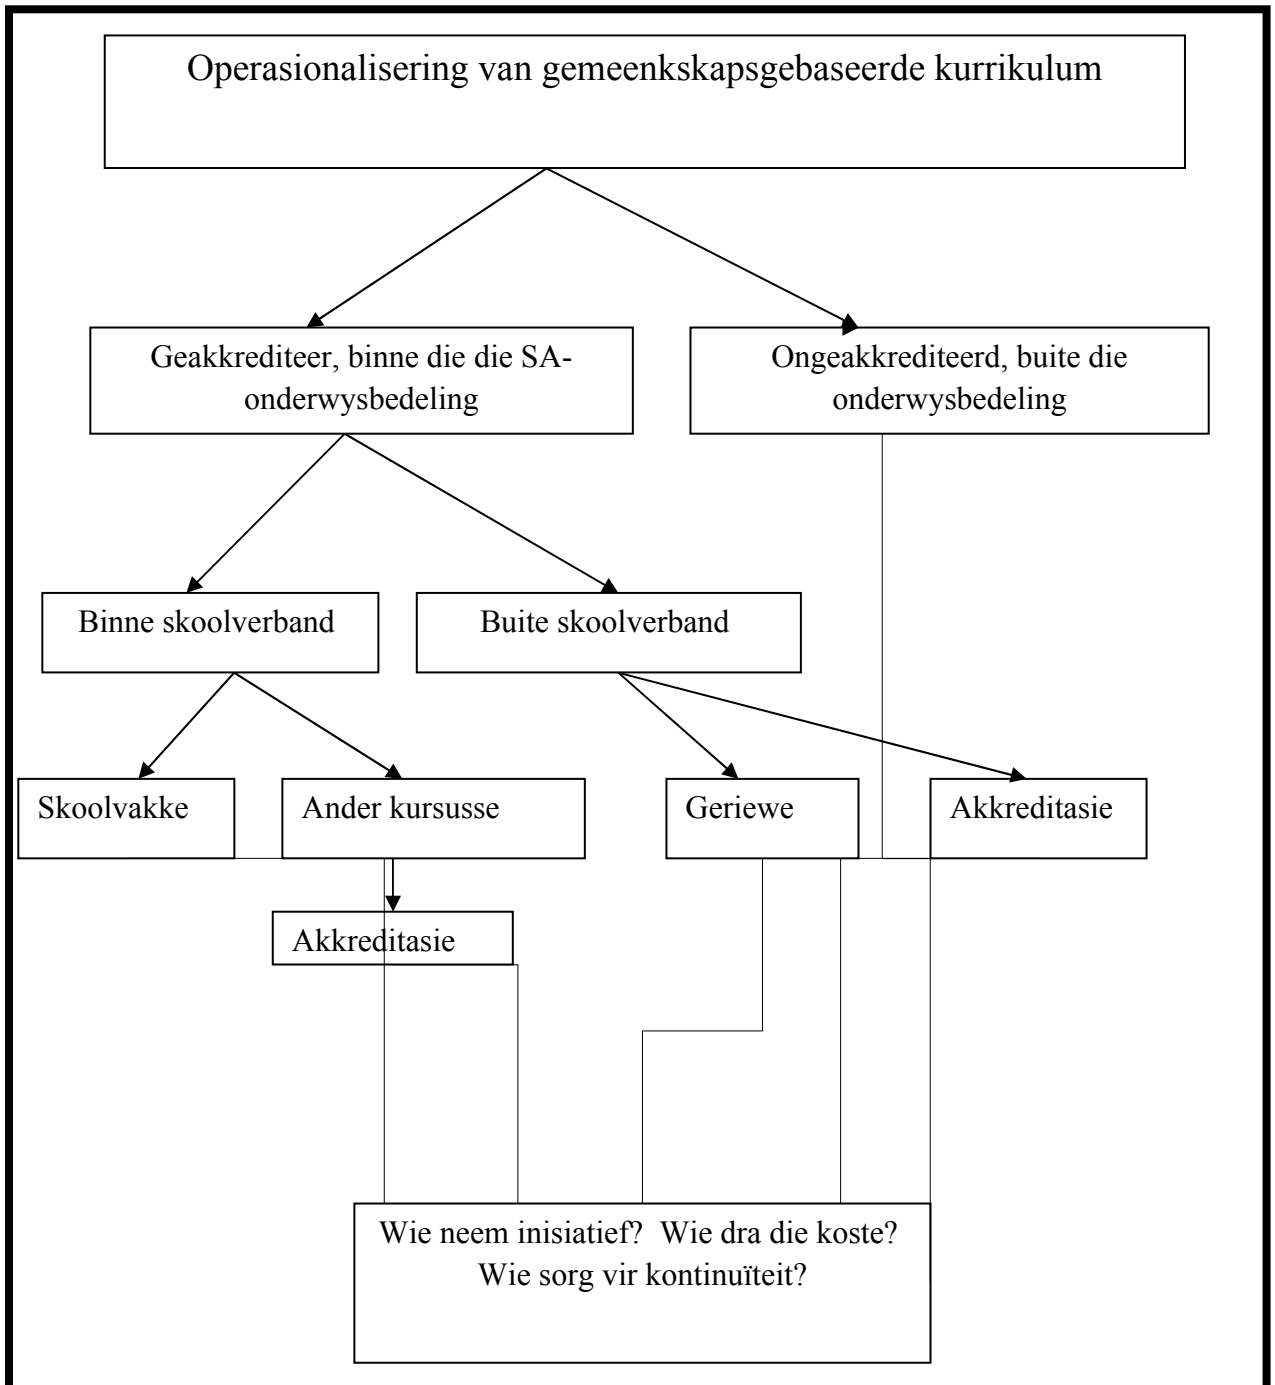 Operasionalisering van gemeenkskapsgebaseerde kurrikulum
Geakkrediteer, binne die die SA-
onderwysbedeling
Ongeakkrediteerd, buite die
onderwysbedeling
Binne skoolverband
Buite skoolverband
Skoolvakke
Ander kursusse
Geriewe
Akkreditasie
Akkreditasie
Wie neem inisiatief?  Wie dra die koste?
Wie sorg vir kontinuïteit?